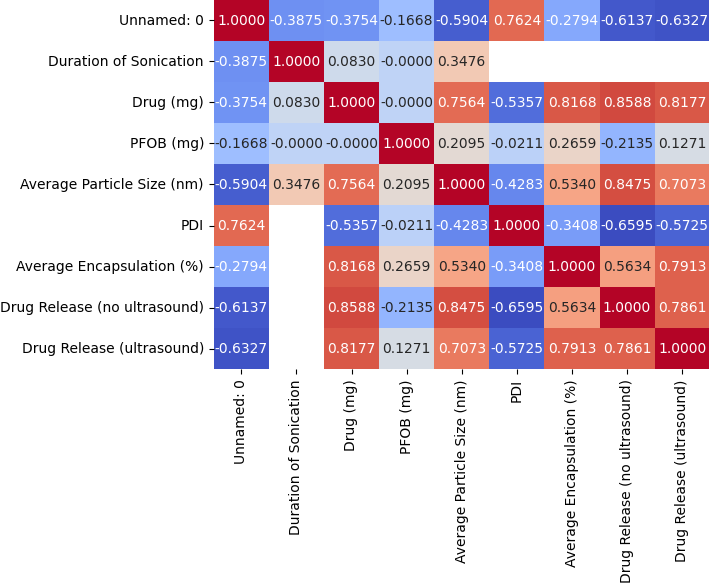 Unnamed: 0 1.0000 -0.3875 -0.3754 -0.1668 -0.5904 0.7624 -0.2794 -0.6137 -0.6327
Duration of Sonication -0.3875 1.0000 0.0830 -0.0000 0.3476
Drug (mg) -0.3754 0.0830 1.0000 -0.0000 0.7564 -0.5357 0.8168 0.8588 0.8177
PFOB (mg) -0.1668 -0.0000 -0.0000 1.0000 0.2095 -0.0211 0.2659 -0.2135 0.1271
Average Particle Size (nm) -0.5904 0.3476 0.7564 0.2095 1.0000 -0.4283 0.5340 0.8475 0.7073
PDI 0.7624 -0.5357 -0.0211 -0.4283 1.0000 -0.3408 -0.6595 -0.5725
Average Encapsulation (%) -0.2794 0.8168 0.2659 0.5340 -0.3408 1.0000 0.5634 0.7913
Drug Release (no ultrasound) -0.6137 0.8588 -0.2135 0.8475 -0.6595 0.5634 1.0000 0.7861
Drug Release (ultrasound) -0.6327 0.8177 0.1271 0.7073 -0.5725 0.7913 0.7861 1.0000
Unnamed: 0
Duration of Sonication
Drug (mg)
PFOB (mg)
Average Particle Size (nm)
PDI
Average Encapsulation (%)
Drug Release (no ultrasound)
Drug Release (ultrasound)